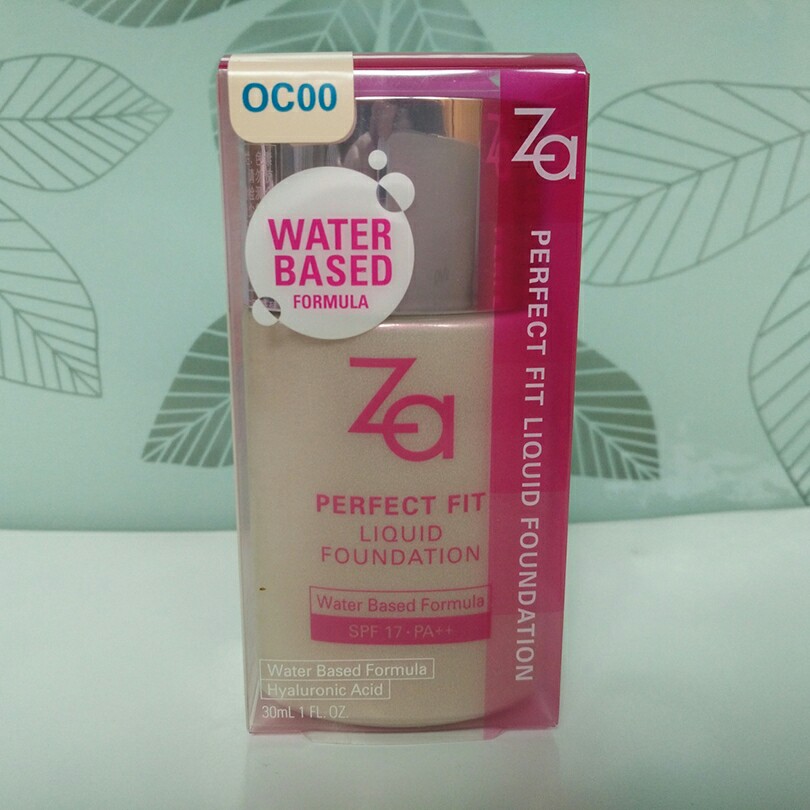 OC00
WATER
BASED
FORMULA
Za
PERFECT FIT
LIQUID
FOUNDATION
Water Based Formula
SPF 17・PA++
Water Based Formula
Hyaluronic Acid
30mL 1 FL. OZ.
Za
PERFECT FIT LIQUID FOUNDATION